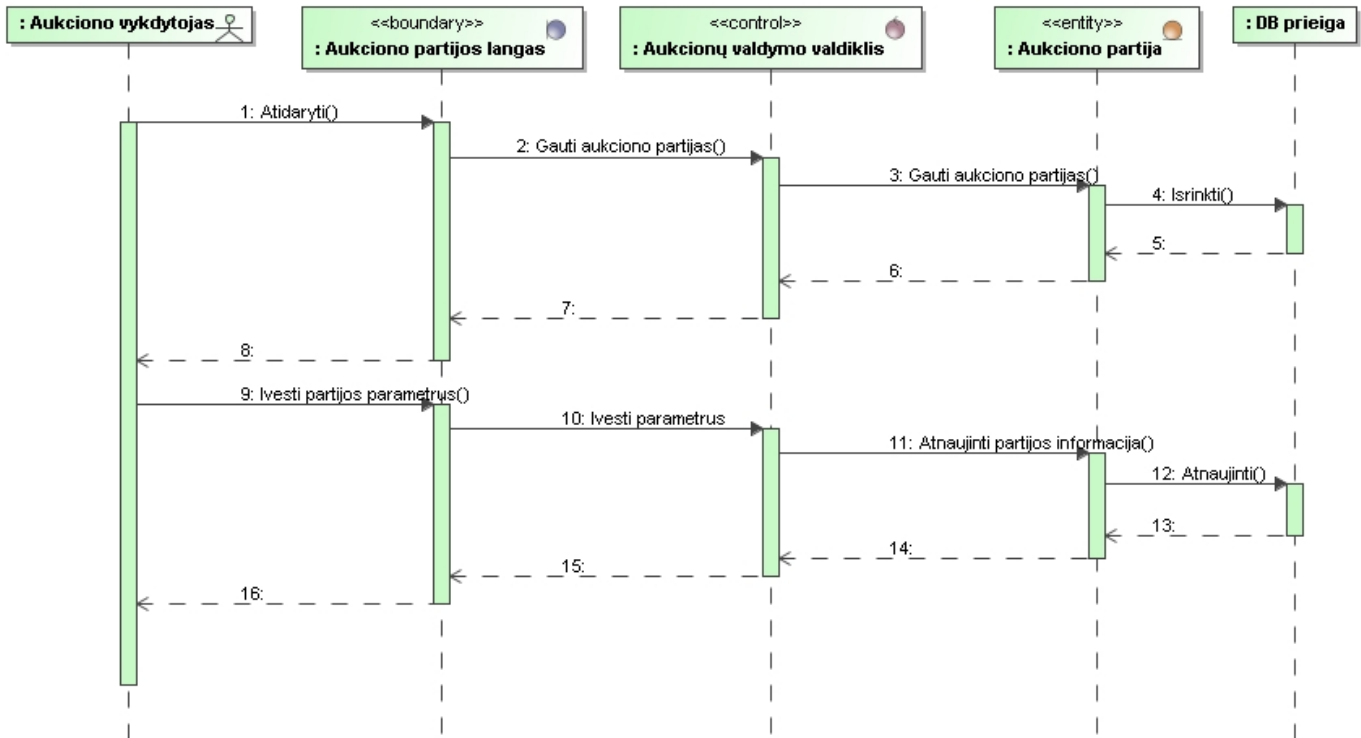 : Aukciono vykdytojas
<<boundary>>
: Aukciono partijos langas
<<control>>
: Aukcionų valdymo valdiklis
<<entity>>
: Aukciono partija
: DB prieiga
1: Atidaryti()
2: Gauti aukciono partijas()
3: Gauti aukciono partijas()
4: Isrinkti()
5:
6:
7:
8:
9: Ivesti partijos parametrus()
10: Ivesti parametrus
11: Atnaujinti partijos informacija()
12: Atnaujinti()
13:
14:
15:
16: